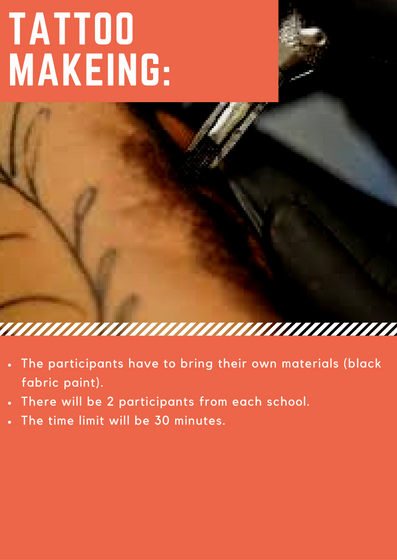 TATTOO
MAKEING:
• The participants have to bring their own materials (black
fabric paint).
• There will be 2 participants from each school.
• The time limit will be 30 minutes.